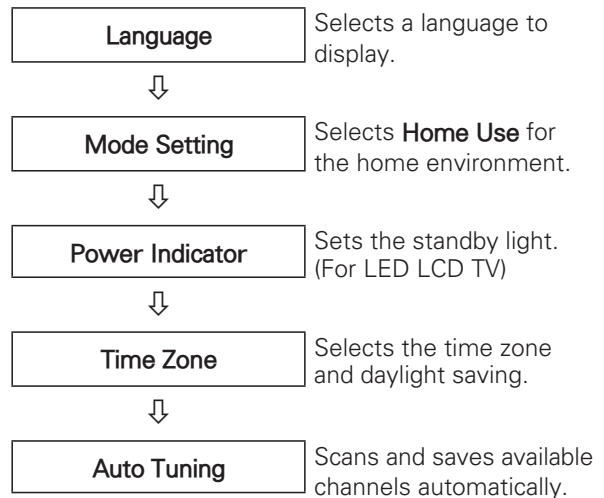 Language
Selects a language to
display.
⇩
Mode Setting
Selects Home Use for
the home environment.
⇩
Power Indicator
Sets the standby light.
(For LED LCD TV)
⇩
Time Zone
Selects the time zone
and daylight saving.
⇩
Auto Tuning
Scans and saves available
channels automatically.